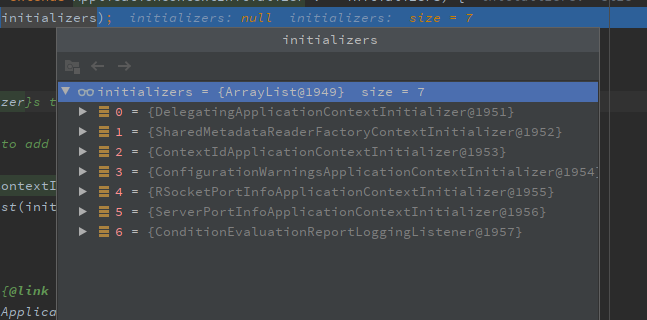 initializers); initializers: null initializers: size = 7
initializers
initializers = {ArrayList@1949} size = 7
zer}s t
0 = {DelegatingApplicationContextInitializer@1951}
1 = {SharedMetadataReaderFactoryContextInitializer@1952}
to add
2 = {ContextIdApplicationContextInitializer@1953}
3 = {ConfigurationWarningsApplicationContextInitializer@1954}
ontextI
4 = {RSocketPortInfoApplicationContextInitializer@1955}
st(init
5 = {ServerPortInfoApplicationContextInitializer@1956}
6 = {ConditionEvaluationReportLoggingListener@1957}
{@link
Applica